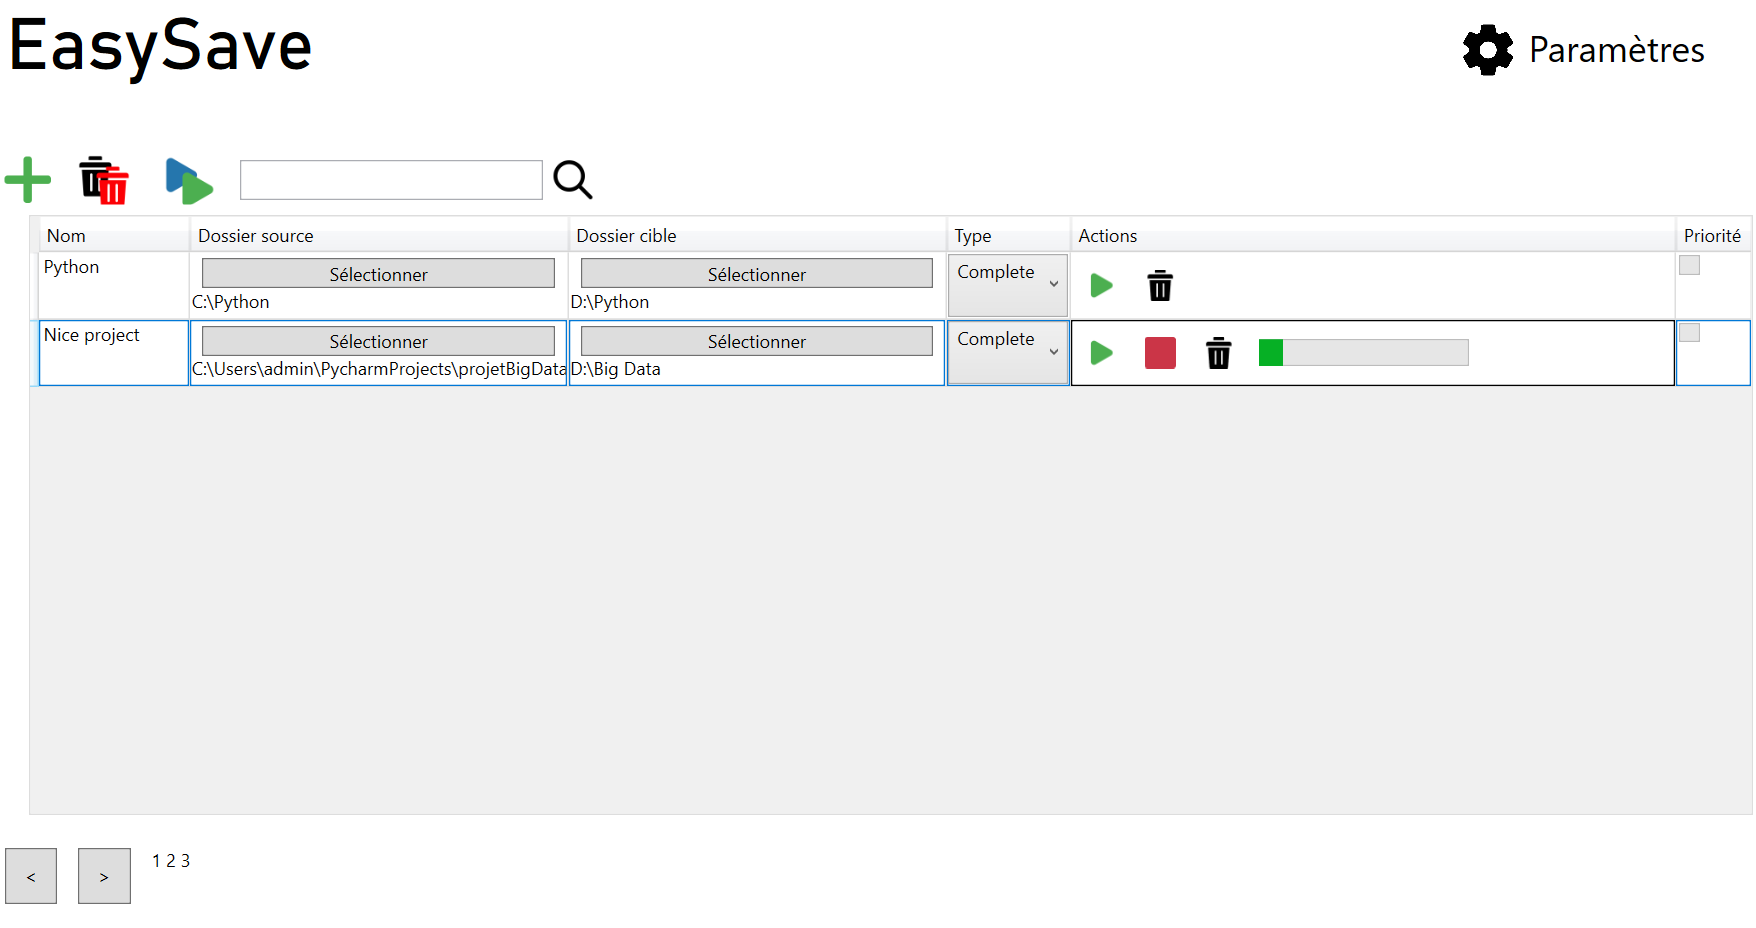 EasySave
Paramètres
Nom Dossier source Dossier cible Type Actions Priorité
Python Sélectionner Sélectionner Complete
C:\Python D:\Python
Nice project Sélectionner Sélectionner Complete
C:\Users\admin\PycharmProjects\projetBigData D:\Big Data
< > 1 2 3